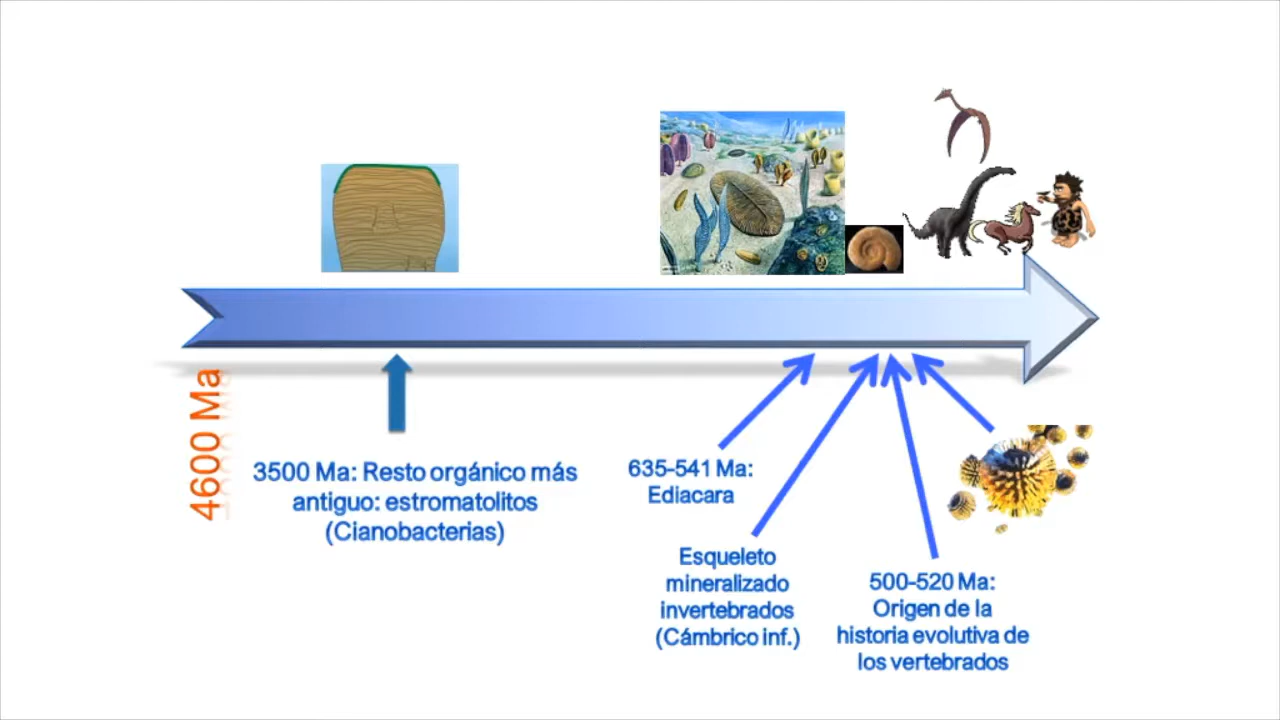 4600 Ma
3500 Ma: Resto orgánico más
antiguo: estromatolitos
(Cianobacterias)
635-541 Ma:
Ediacara
Esqueleto
mineralizado
invertebrados
(Cámbrico inf.)
500-520 Ma:
Origen de la
historia evolutiva de
los vertebrados